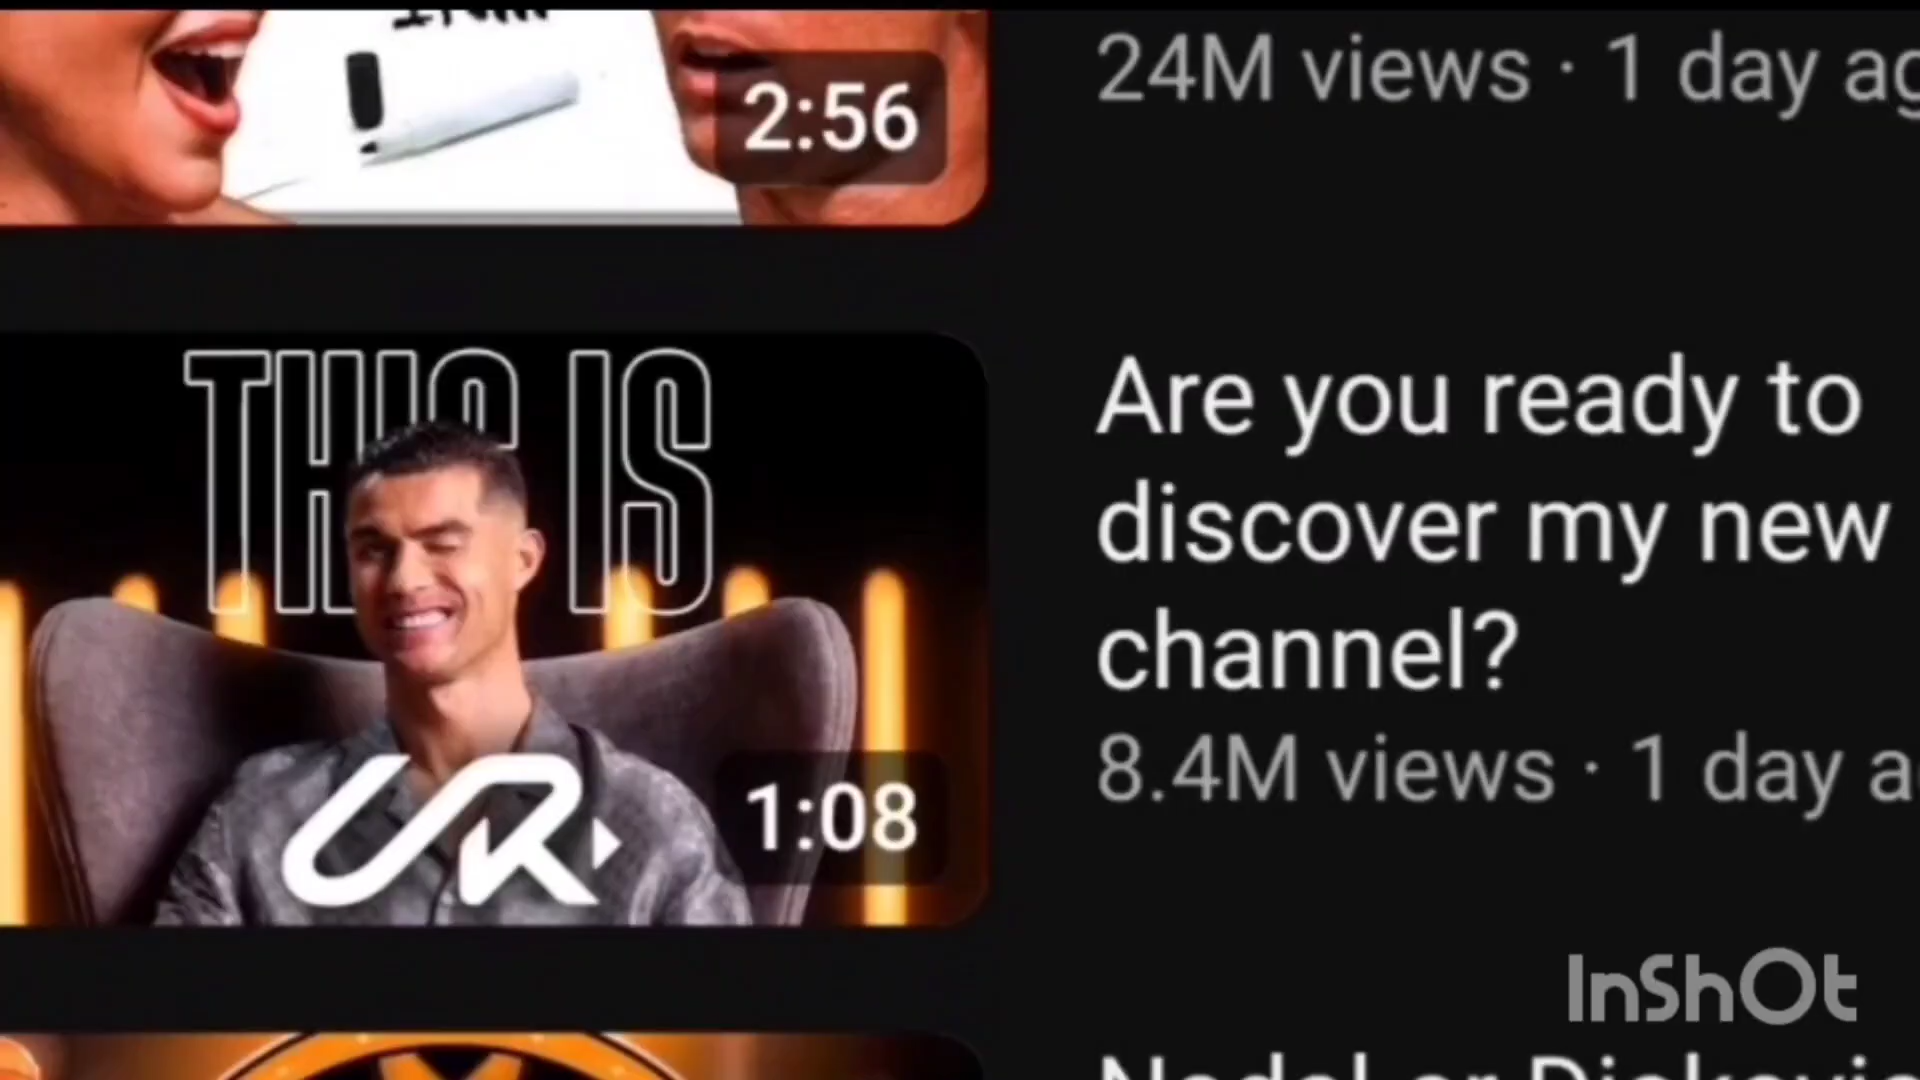 24M views · 1 day ag
2:56
THIS IS
Are you ready to
discover my new
channel?
UR
1:08
8.4M views · 1 day a
InShOt